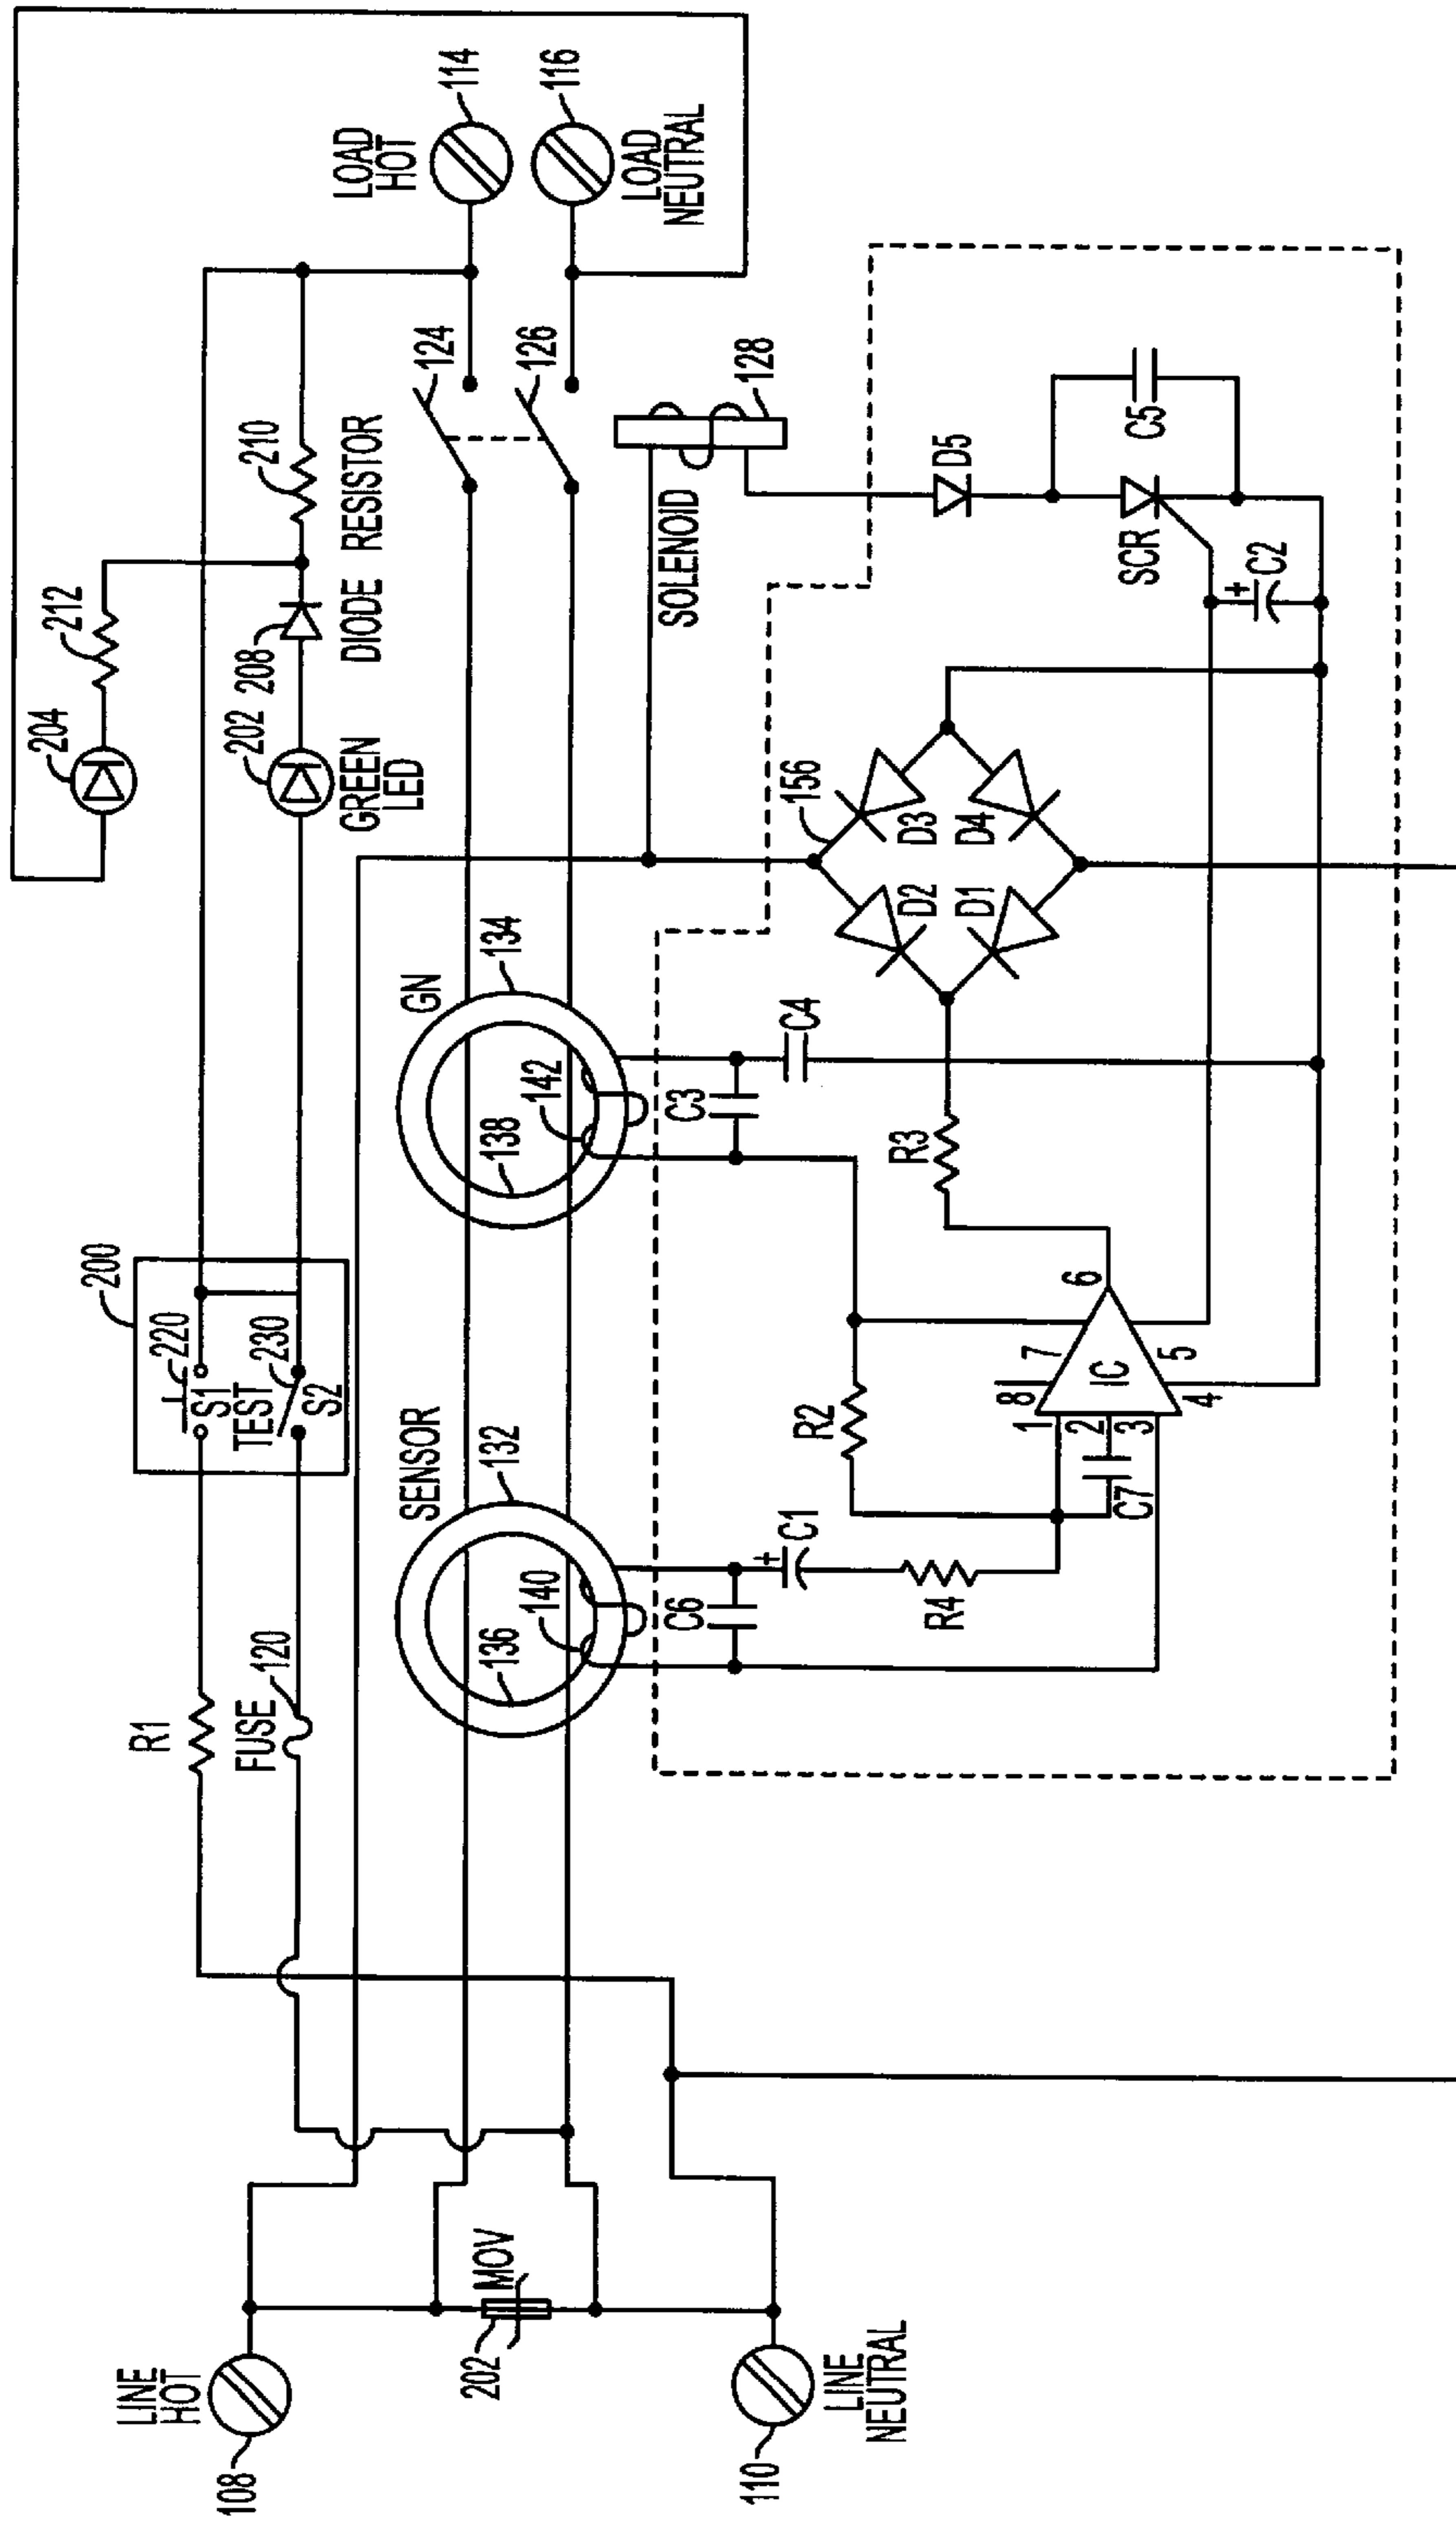 LINE
HOT
108
LINE
NEUTRAL
110
202
MOV
R1
FUSE
120
200
220
S1
TEST
230
S2
204
212
202
208
210
GREEN
LED
DIODE
RESISTOR
LOAD
HOT
114
116
LOAD
NEUTRAL
124
126
SENSOR
132
136
140
GN
134
138
142
SOLENOID
128
C6
C1
+
R4
C3
C4
R2
R3
C7
IC
1
2
3
4
5
6
7
8
156
D2
D3
D1
D4
D5
SCR
C5
C2
+